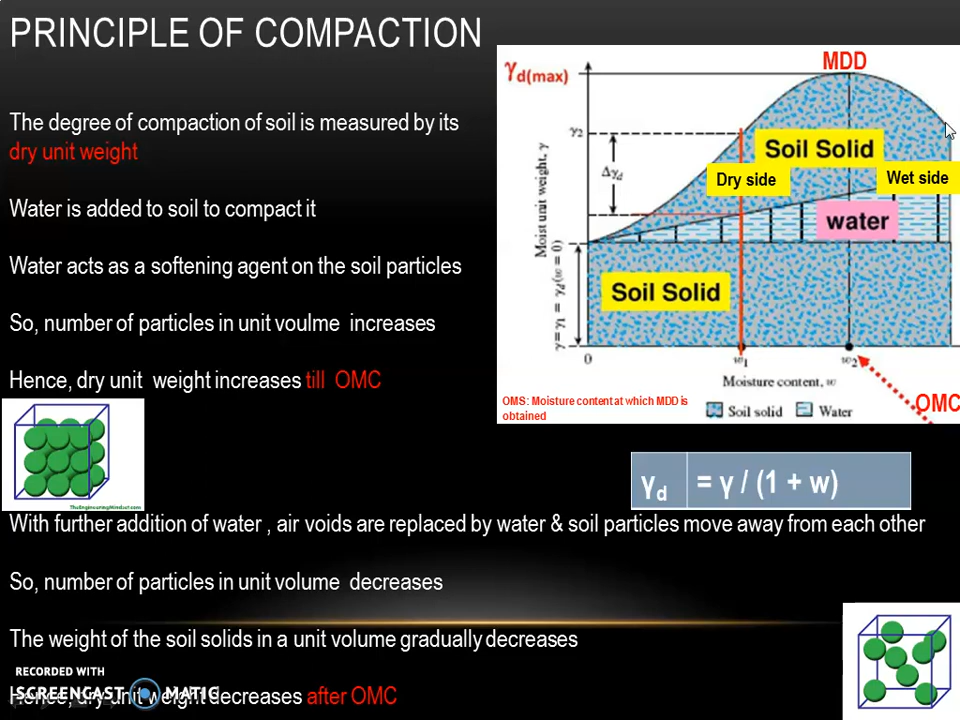 PRINCIPLE OF COMPACTION
The degree of compaction of soil is measured by its
dry unit weight
Water is added to soil to compact it
Water acts as a softening agent on the soil particles
So, number of particles in unit voulme increases
Hence, dry unit weight increases till OMC
TheEngineeringMindset.com
γd(max)
MDD
γ2
Δγd
Moist unit weight, γ
γ = γ1 = γd(w = 0)
Soil Solid
Dry side
Wet side
water
Soil Solid
0
w1
w2
Moisture content, w
OMC
OMS: Moisture content at which MDD is
obtained
Soil solid
Water
γd = γ / (1 + w)
With further addition of water , air voids are replaced by water & soil particles move away from each other
So, number of particles in unit volume decreases
The weight of the soil solids in a unit volume gradually decreases
Hence, dry unit weight decreases after OMC
RECORDED WITH
SCREENCAST MATIC